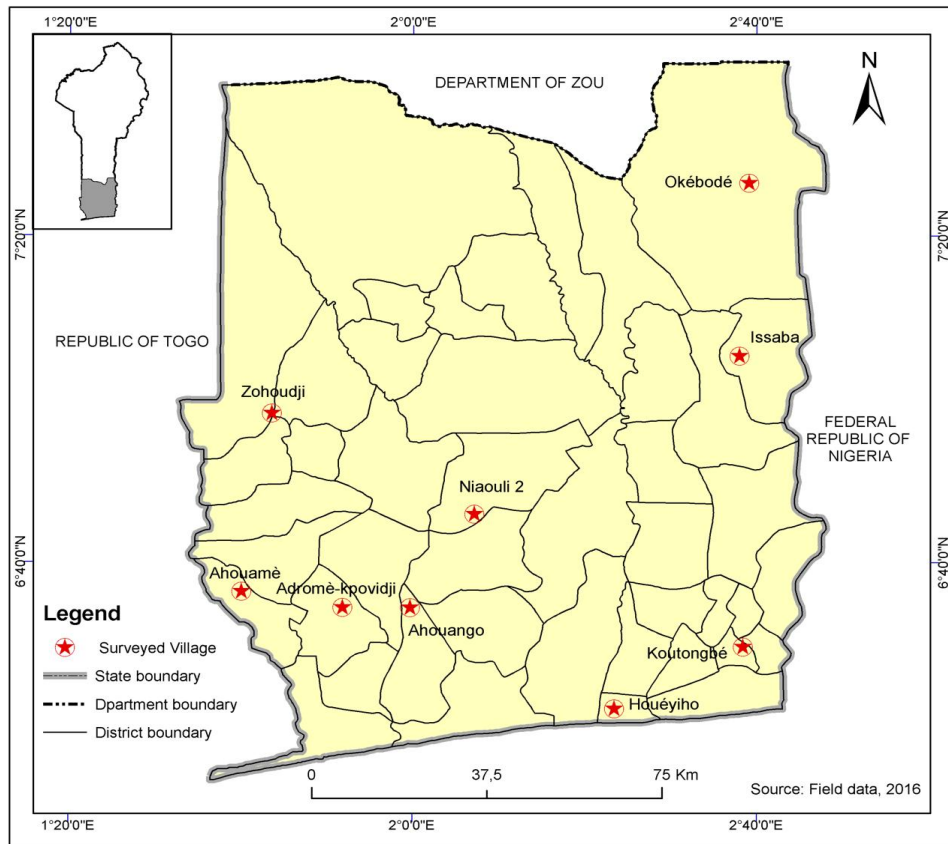 1°20'0"E
2°0'0"E
2°40'0"E
DEPARTMENT OF ZOU
N
Okébodé
7°20'0"N
7°20'0"N
REPUBLIC OF TOGO
Issaba
Zohoudji
FEDERAL
REPUBLIC OF
NIGERIA
Niaouli 2
6°40'0"N
6°40'0"N
Ahouamè
Adromè-kpovidji
Ahouango
Koutongbé
Houéyiho
Legend
Surveyed Village
State boundary
Dpartment boundary
District boundary
0
37,5
75 Km
Source: Field data, 2016
1°20'0"E
2°0'0"E
2°40'0"E